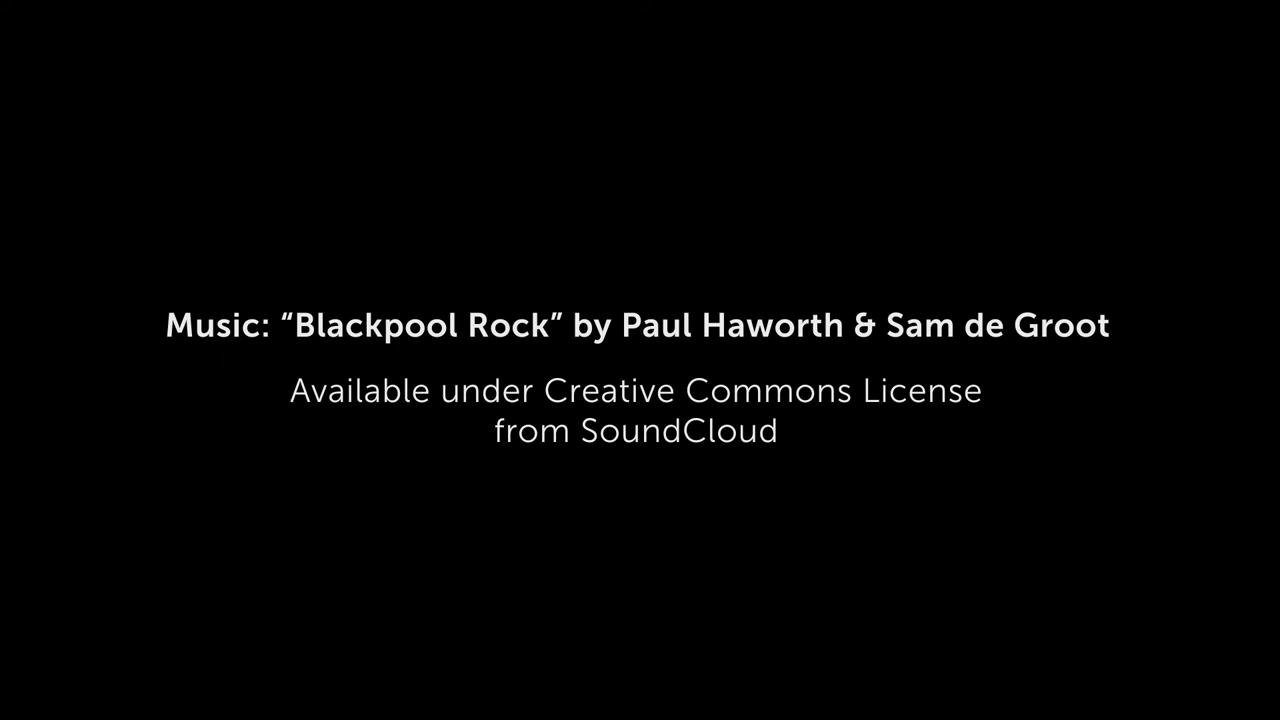 Music: “Blackpool Rock” by Paul Haworth & Sam de Groot
Available under Creative Commons License
from SoundCloud